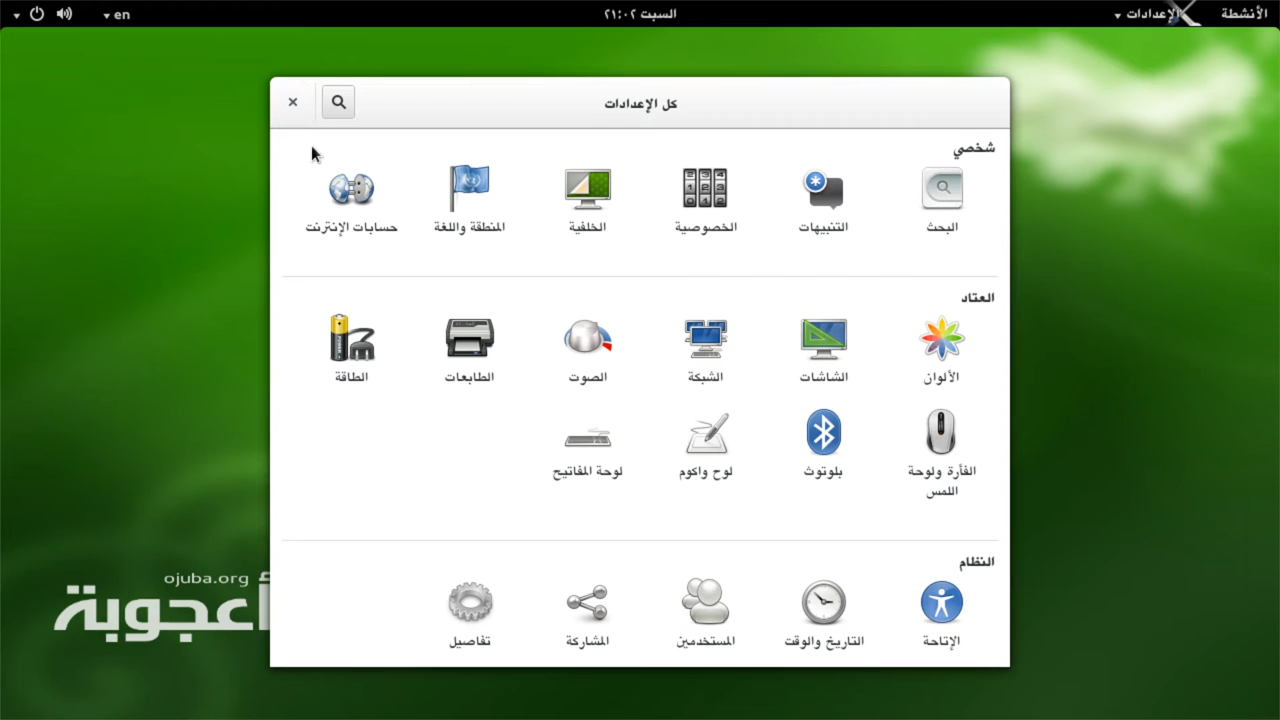 الأنشطة
الإعدادات
السبت ٢١:٠٢
en
كل الإعدادات
شخصي
البحث
التنبيهات
الخصوصية
الخلفية
المنطقة واللغة
حسابات الإنترنت
العتاد
الألوان
الشاشات
الشبكة
الصوت
الطابعات
الطاقة
الفأرة ولوحة
اللمس
بلوتوث
لوح واكوم
لوحة المفاتيح
النظام
الإتاحة
التاريخ والوقت
المستخدمين
المشاركة
تفاصيل
ojuba.org
أعجوبة